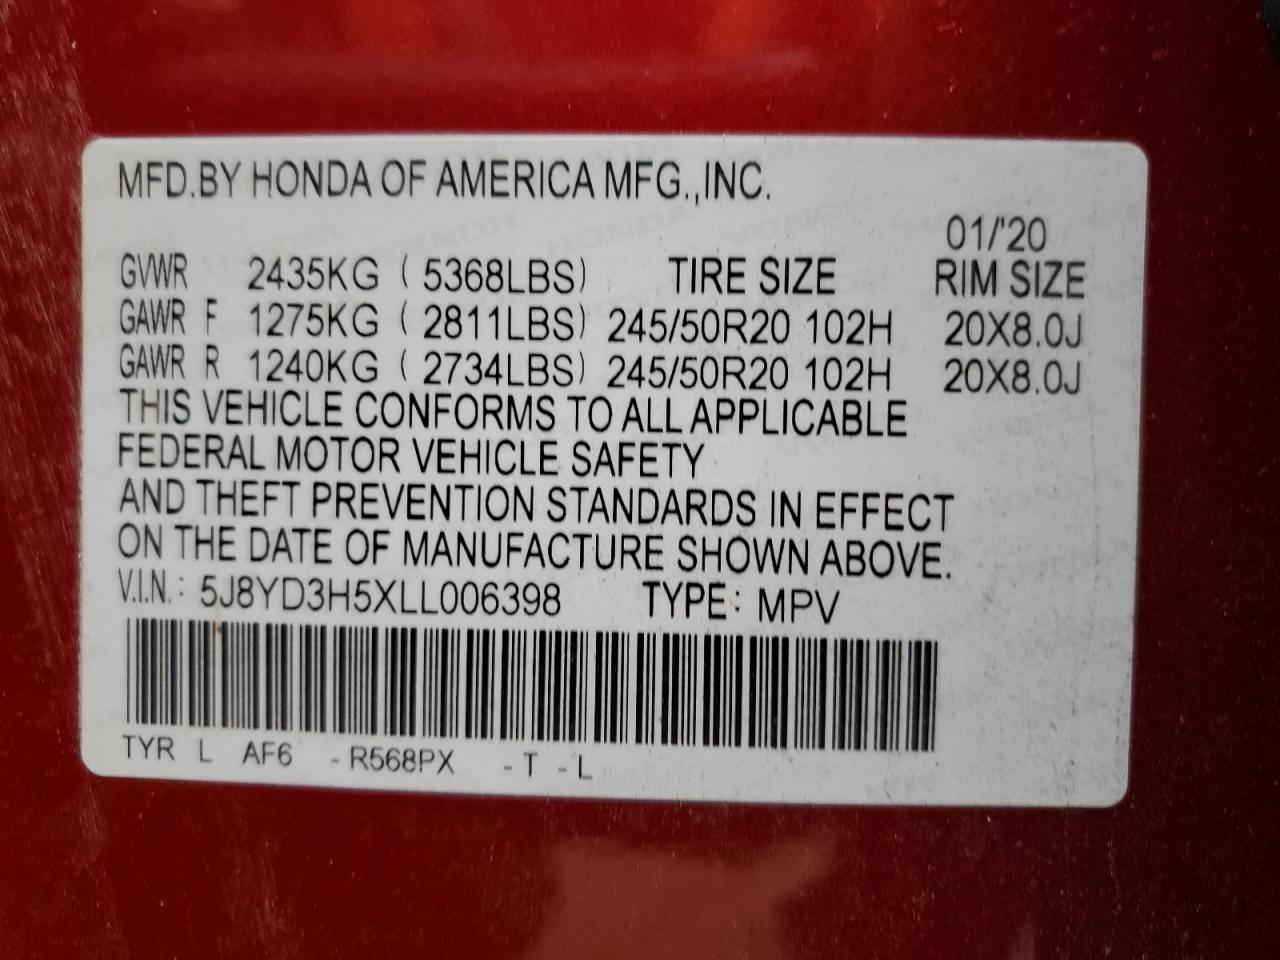 MFD.BY HONDA OF AMERICA MFG.,INC.
01/'20
GVWR 2435KG ( 5368LBS) TIRE SIZE RIM SIZE
GAWR F 1275KG ( 2811LBS) 245/50R20 102H 20X8.0J
GAWR R 1240KG ( 2734LBS) 245/50R20 102H 20X8.0J
THIS VEHICLE CONFORMS TO ALL APPLICABLE
FEDERAL MOTOR VEHICLE SAFETY
AND THEFT PREVENTION STANDARDS IN EFFECT
ON THE DATE OF MANUFACTURE SHOWN ABOVE.
V.I.N.: 5J8YD3H5XLL006398 TYPE: MPV
TYR L AF6 -R568PX -T -L